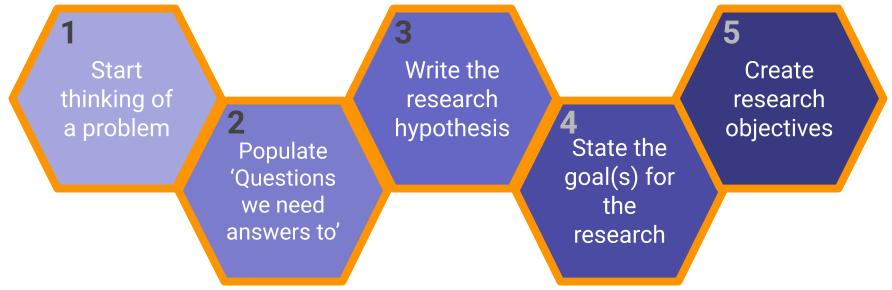 1
Start
thinking of
a problem
2
Populate
‘Questions
we need
answers to’
3
Write the
research
hypothesis
4
State the
goal(s) for
the
research
5
Create
research
objectives